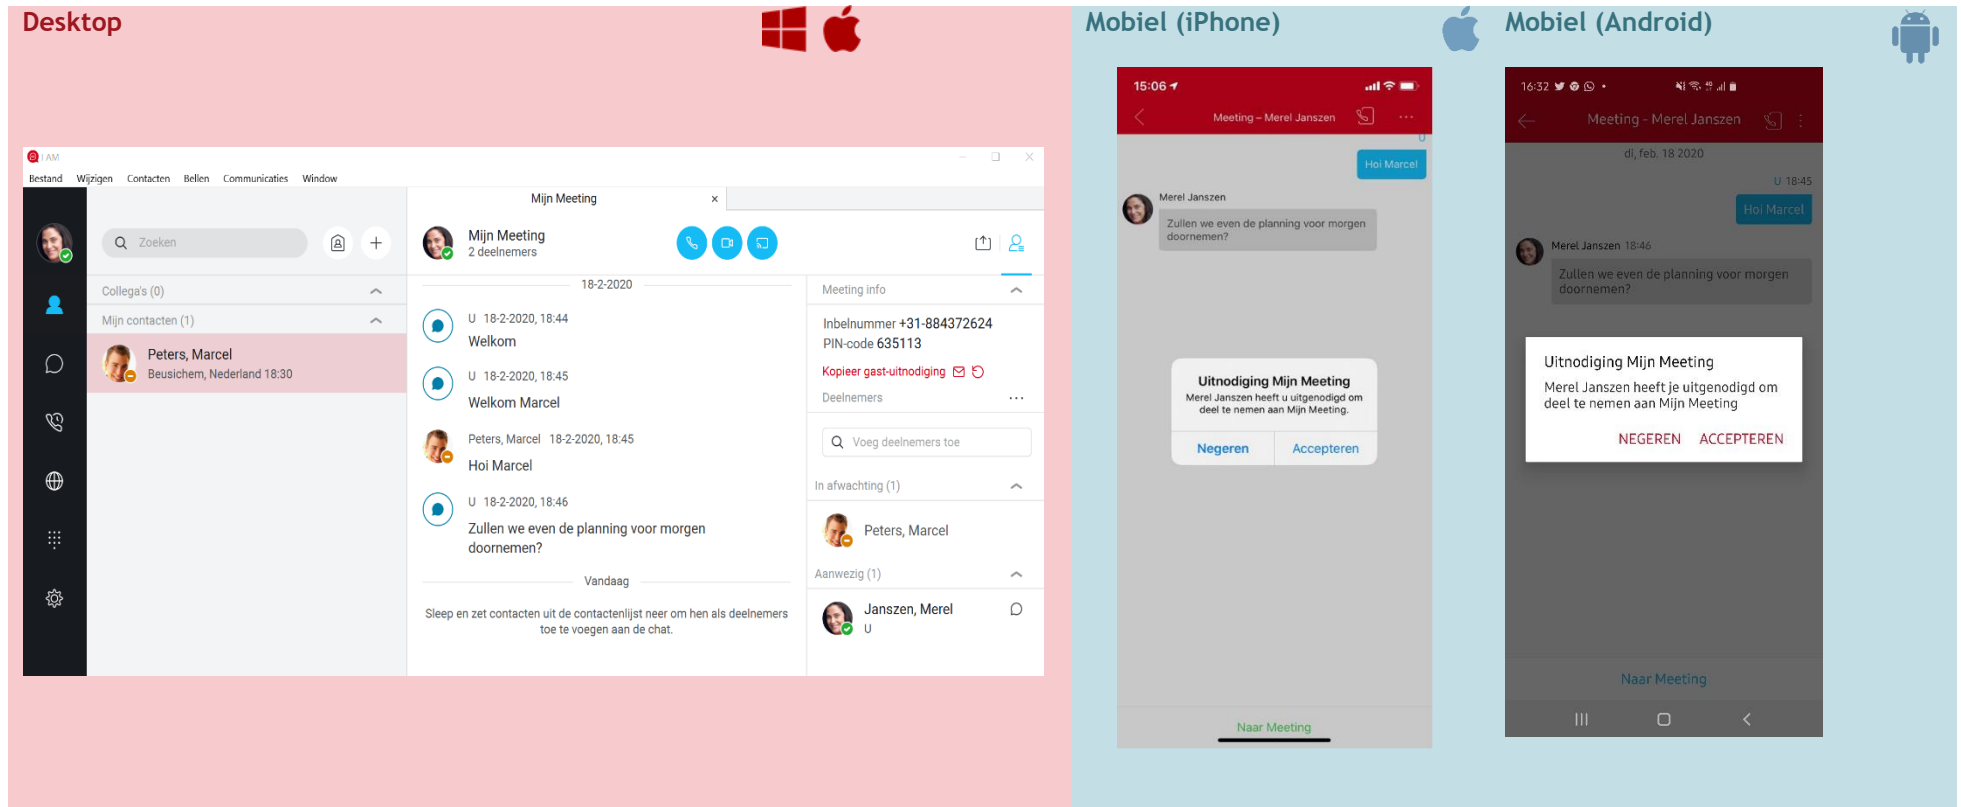 Desktop
I AM
Bestand Wijzigen Contacten Bellen Communicaties Window
Mijn Meeting x
Zoeken
Mijn Meeting
2 deelnemers
Collega's (0)
Mijn contacten (1)
Peters, Marcel
Beusichem, Nederland 18:30
18-2-2020
U 18-2-2020, 18:44
Welkom
U 18-2-2020, 18:45
Welkom Marcel
Peters, Marcel 18-2-2020, 18:45
Hoi Marcel
U 18-2-2020, 18:46
Zullen we even de planning voor morgen
doornemen?
Vandaag
Sleep en zet contacten uit de contactenlijst neer om hen als deelnemers
toe te voegen aan de chat.
Meeting info
Inbelnummer +31-884372624
PIN-code 635113
Kopieer gast-uitnodiging
Deelnemers
Voeg deelnemers toe
In afwachting (1)
Peters, Marcel
Aanwezig (1)
Janszen, Merel
U
Mobiel (iPhone)
15:06
Meeting – Merel Janszen
U
Hoi Marcel
Merel Janszen
Zullen we even de planning voor morgen
doornemen?
Uitnodiging Mijn Meeting
Merel Janszen heeft u uitgenodigd om
deel te nemen aan Mijn Meeting.
Negeren Accepteren
Naar Meeting
Mobiel (Android)
16:32
Meeting - Merel Janszen
di, feb. 18 2020
U 18:45
Hoi Marcel
Merel Janszen 18:46
Zullen we even de planning voor morgen
doornemen?
Uitnodiging Mijn Meeting
Merel Janszen heeft je uitgenodigd om
deel te nemen aan Mijn Meeting
NEGEREN ACCEPTEREN
Naar Meeting